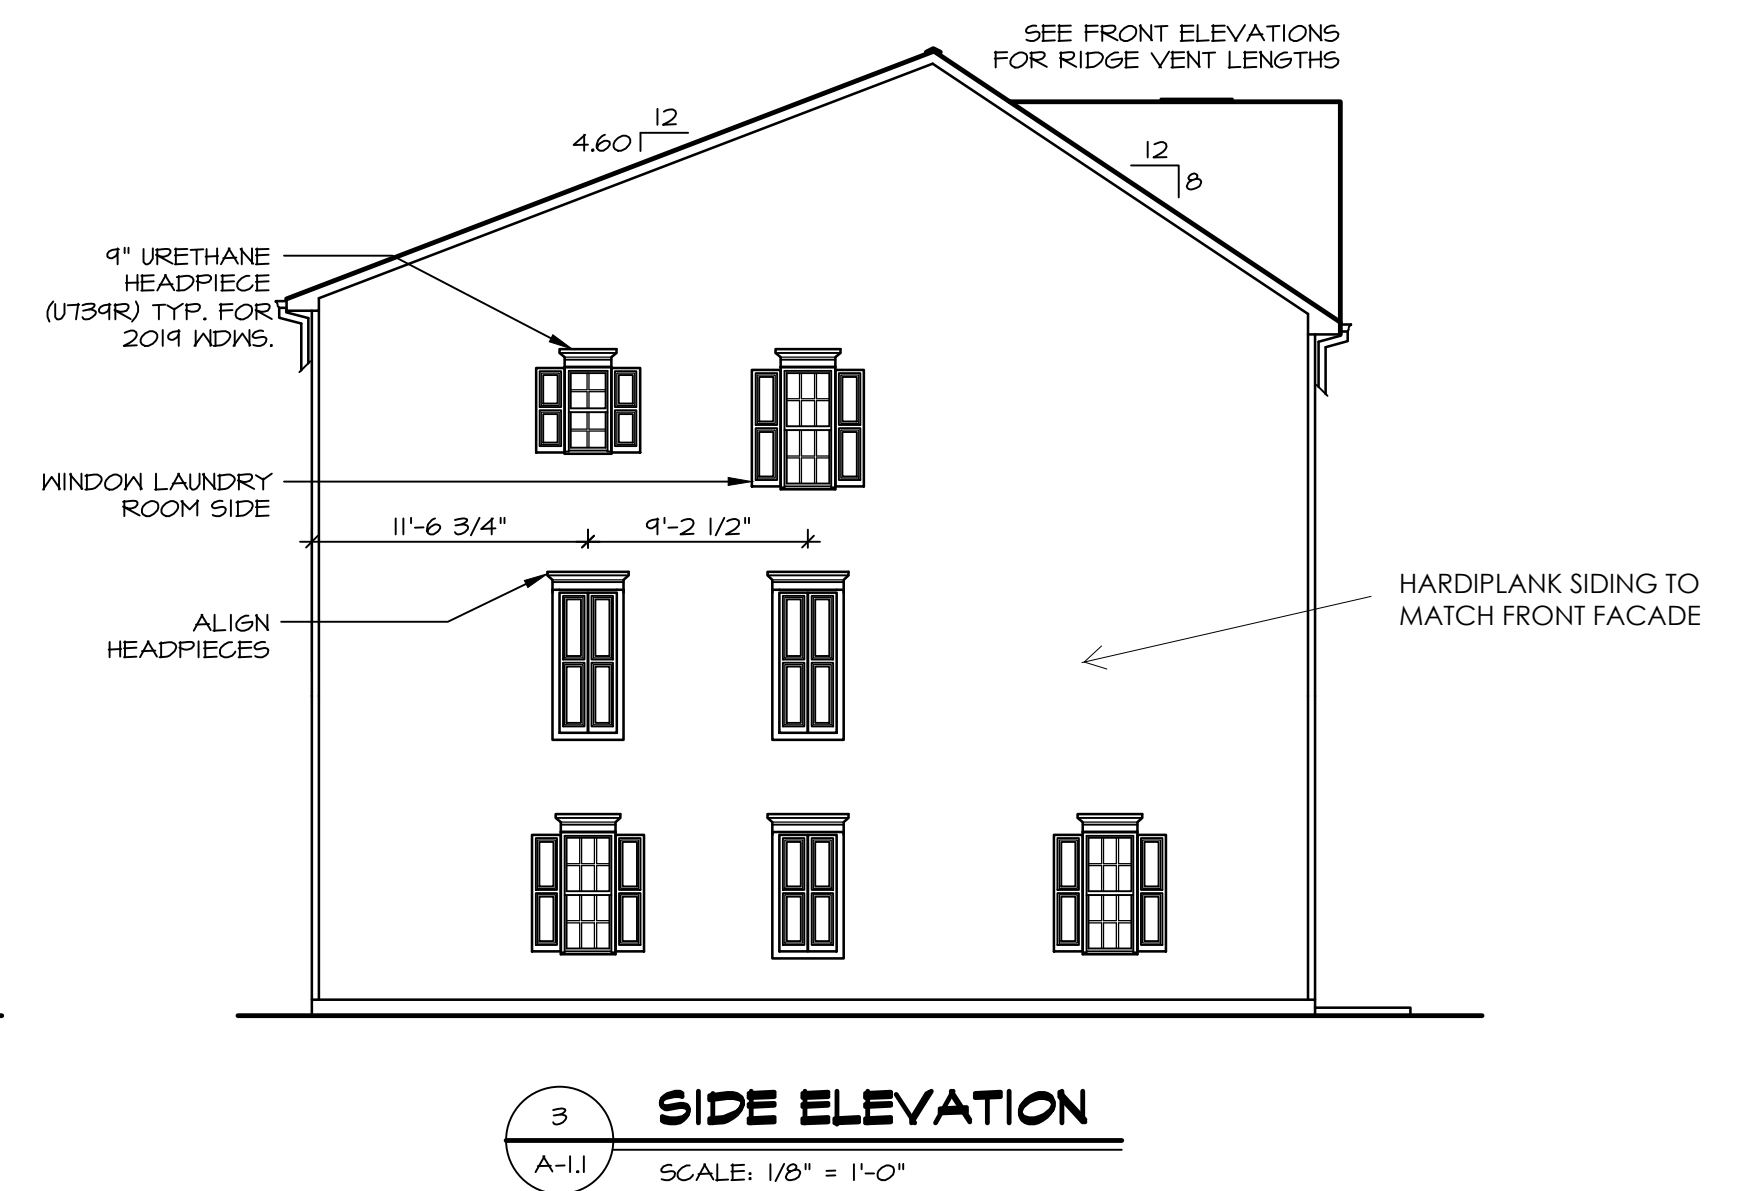 SEE FRONT ELEVATIONS
FOR RIDGE VENT LENGTHS
12
4.60
12
8
9" URETHANE
HEADPIECE
(U739R) TYP. FOR
2019 WDWS.
WINDOW LAUNDRY
ROOM SIDE
11'-6 3/4"
9'-2 1/2"
ALIGN
HEADPIECES
HARDIPLANK SIDING TO
MATCH FRONT FACADE
3
A-1.1
SIDE ELEVATION
SCALE: 1/8" = 1'-0"